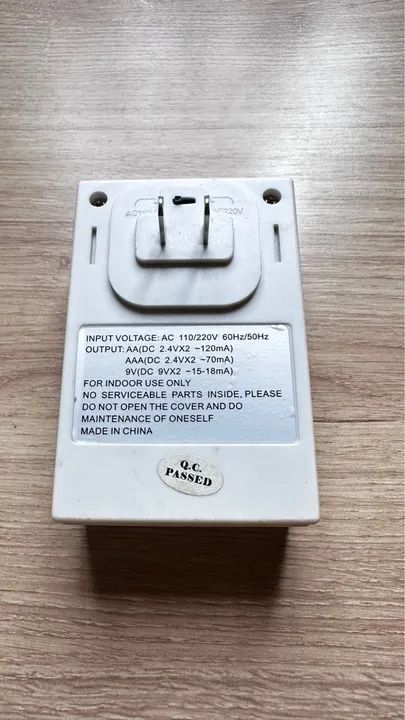 AC220V
INPUT VOLTAGE: AC 110/220V 60Hz/50Hz
OUTPUT: AA(DC 2.4VX2 ~120mA)
AAA(DC 2.4VX2 ~70mA)
9V(DC 9VX2 ~15-18mA)
FOR INDOOR USE ONLY
NO SERVICEABLE PARTS INSIDE, PLEASE
DO NOT OPEN THE COVER AND DO
MAINTENANCE OF ONESELF
MADE IN CHINA
Q.C.
PASSED